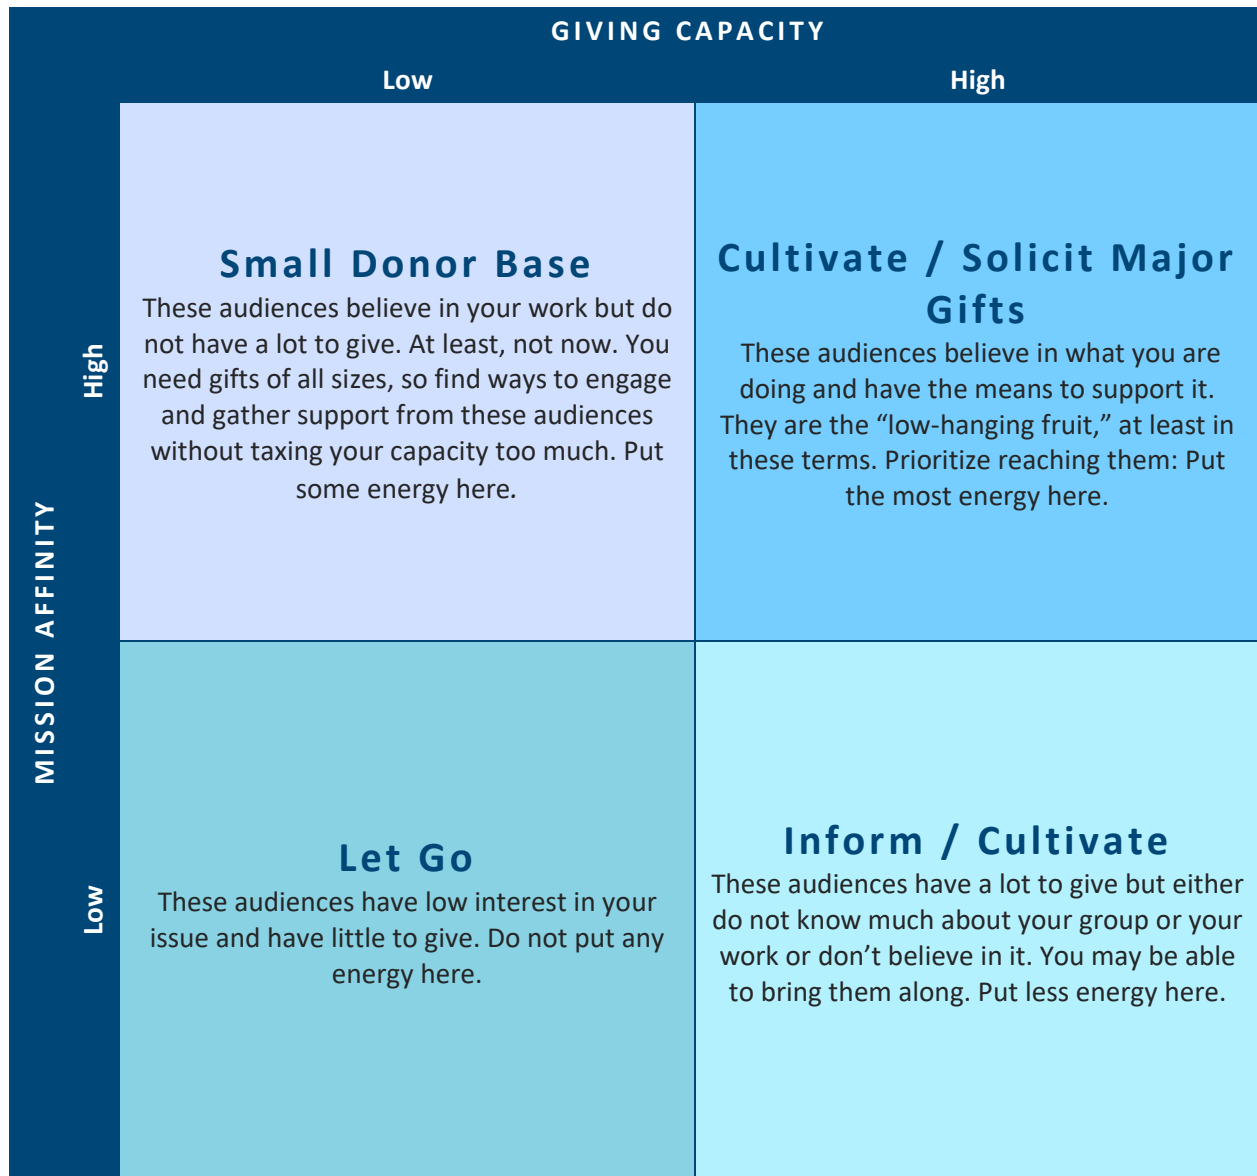 GIVING CAPACITY
Low
High
MISSION AFFINITY
High
Small Donor Base
These audiences believe in your work but do
not have a lot to give. At least, not now. You
need gifts of all sizes, so find ways to engage
and gather support from these audiences
without taxing your capacity too much. Put
some energy here.
Cultivate / Solicit Major
Gifts
These audiences believe in what you are
doing and have the means to support it.
They are the “low-hanging fruit,” at least in
these terms. Prioritize reaching them: Put
the most energy here.
Low
Let Go
These audiences have low interest in your
issue and have little to give. Do not put any
energy here.
Inform / Cultivate
These audiences have a lot to give but either
do not know much about your group or your
work or don’t believe in it. You may be able
to bring them along. Put less energy here.